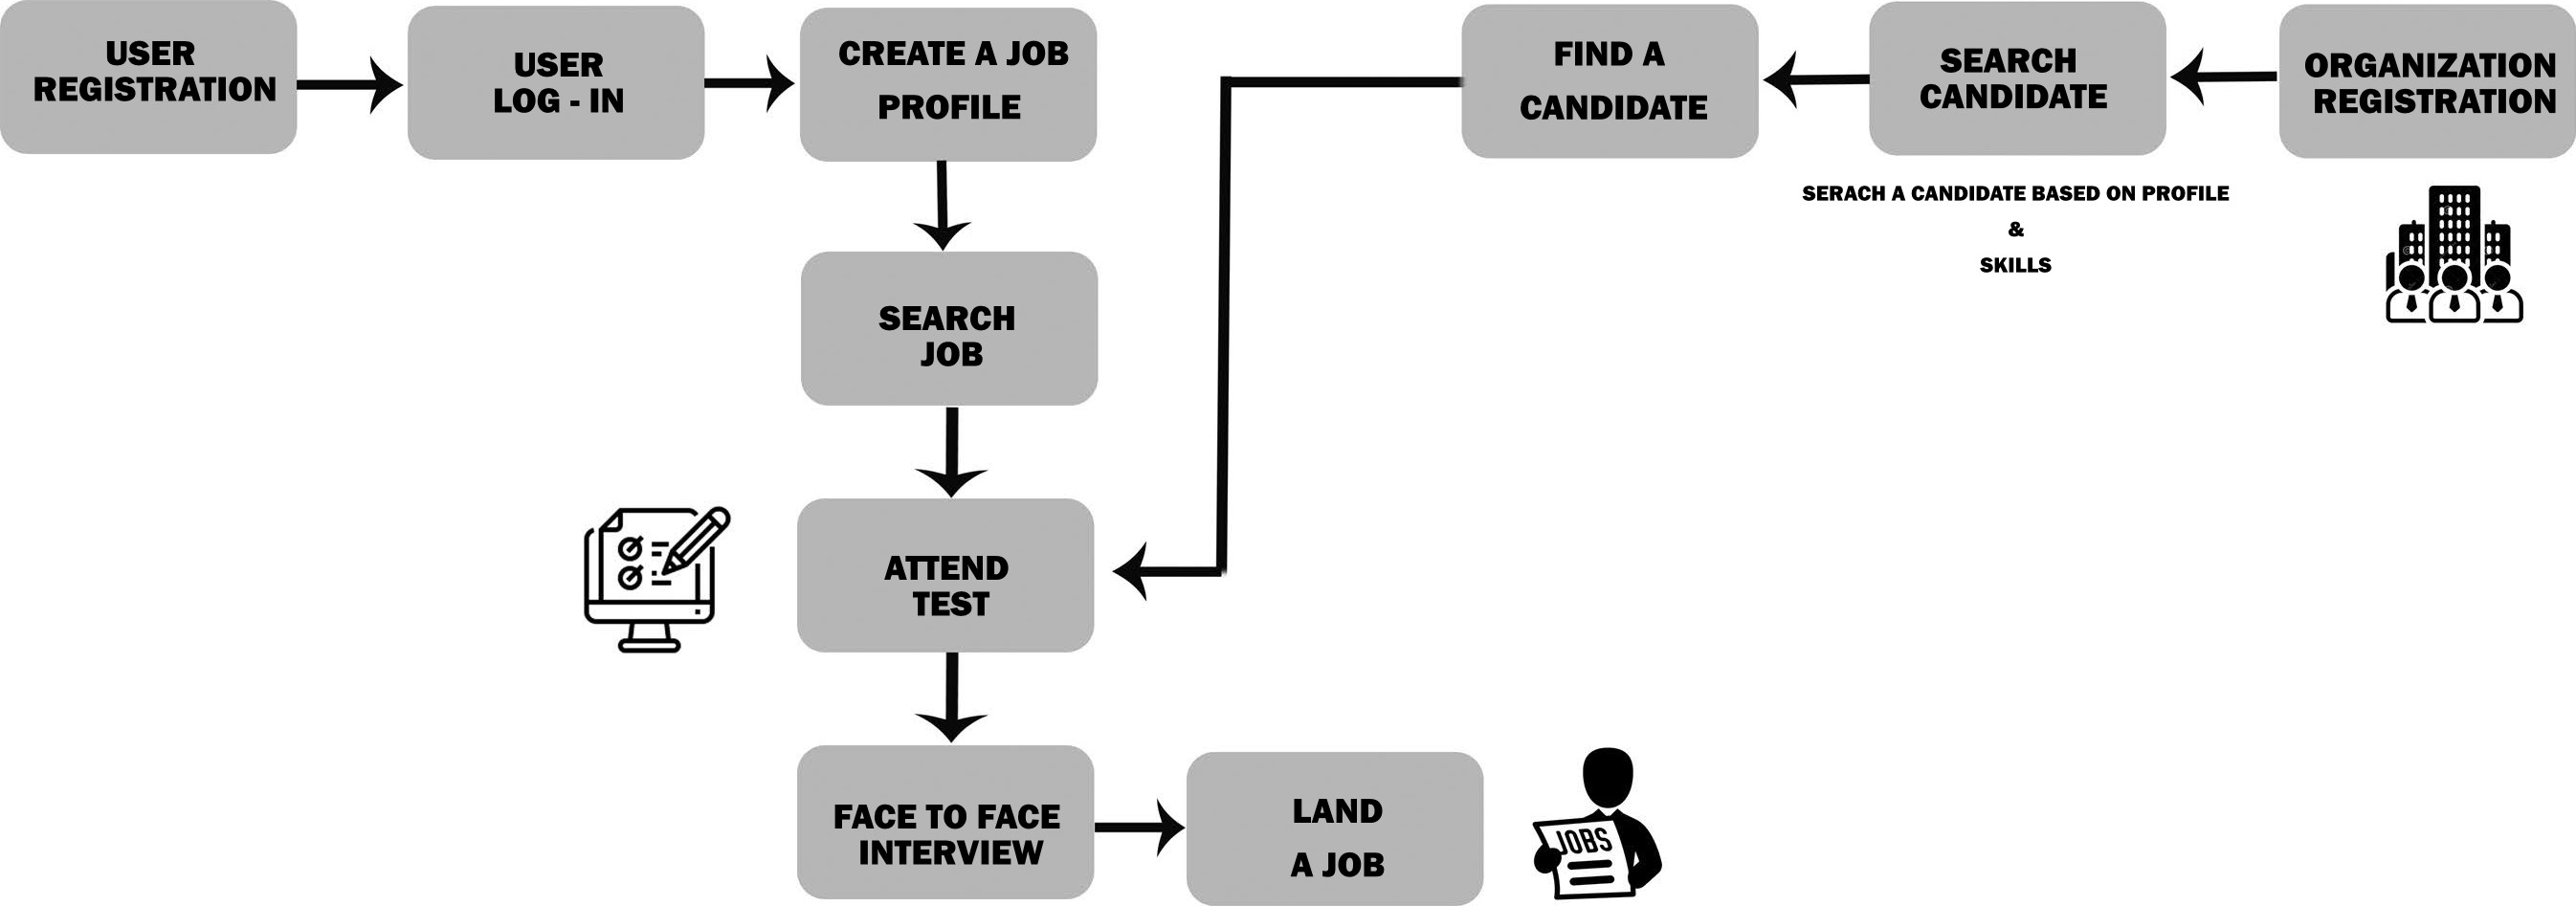 USER
REGISTRATION
USER
LOG - IN
CREATE A JOB
PROFILE
FIND A
CANDIDATE
SEARCH
CANDIDATE
ORGANIZATION
REGISTRATION
SERACH A CANDIDATE BASED ON PROFILE
&
SKILLS
SEARCH
JOB
ATTEND
TEST
FACE TO FACE
INTERVIEW
LAND
A JOB
JOBS